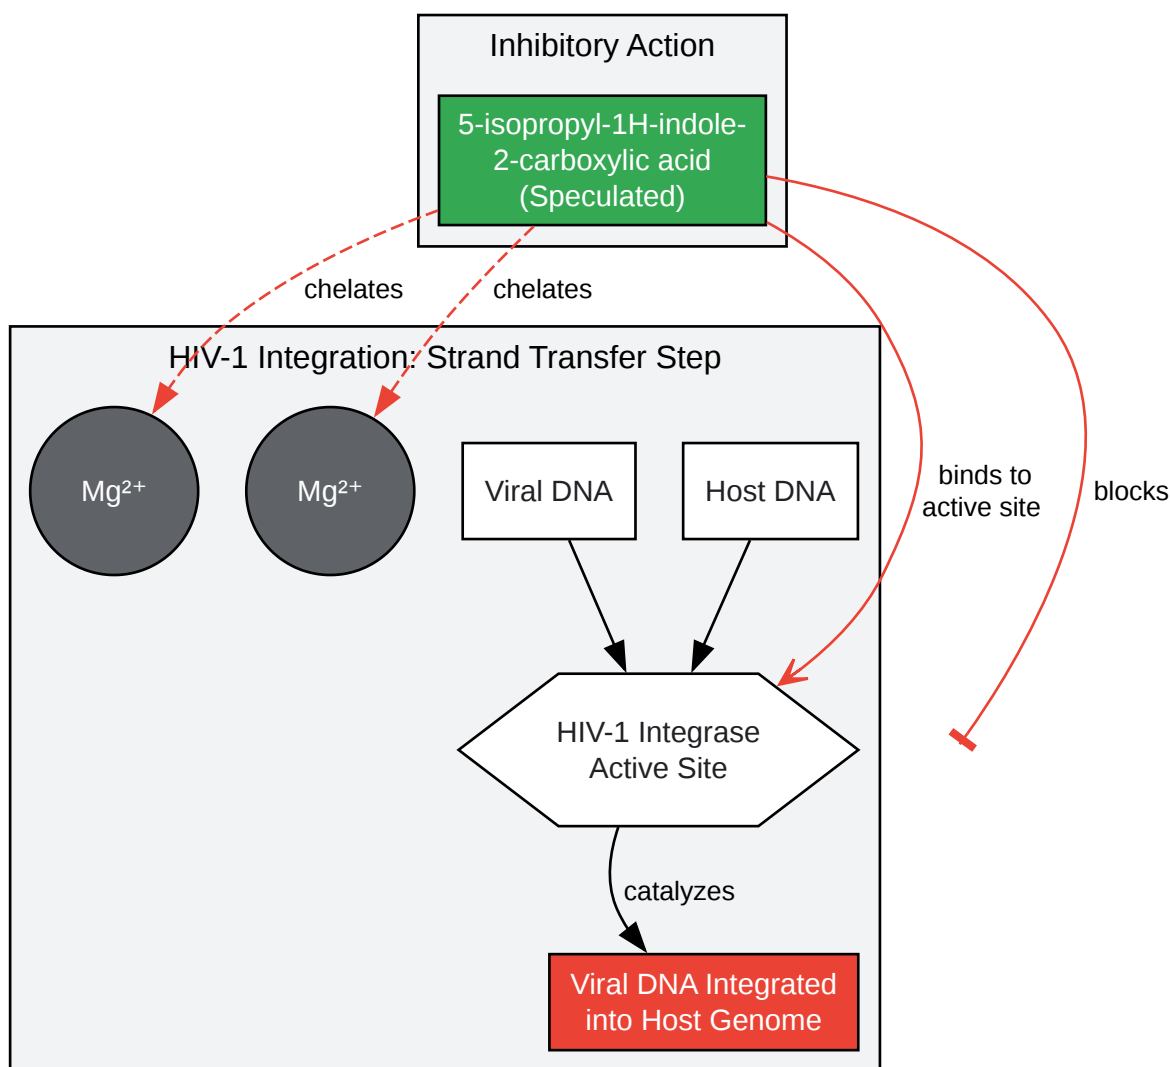 Inhibitory Action
5-isopropyl-1H-indole-
2-carboxylic acid
(Speculated)
chelates
chelates
HIV-1 Integration: Strand Transfer Step
Mg²⁺
Mg²⁺
Viral DNA
Host DNA
binds to
active site
blocks
HIV-1 Integrase
Active Site
catalyzes
Viral DNA Integrated
into Host Genome